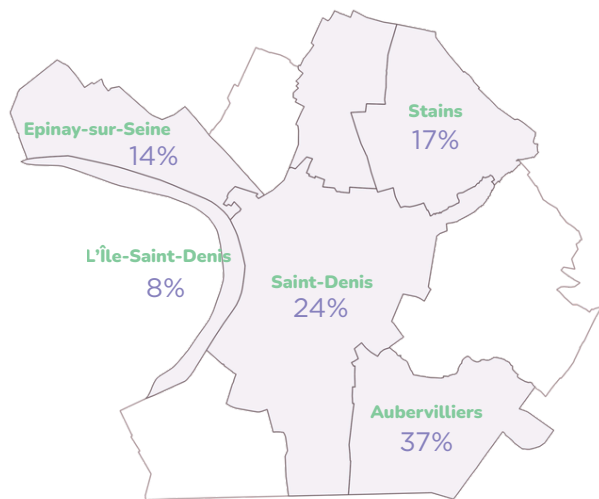 Stains
17%
Epinay-sur-Seine
14%
L'Île-Saint-Denis
8%
Saint-Denis
24%
Aubervilliers
37%